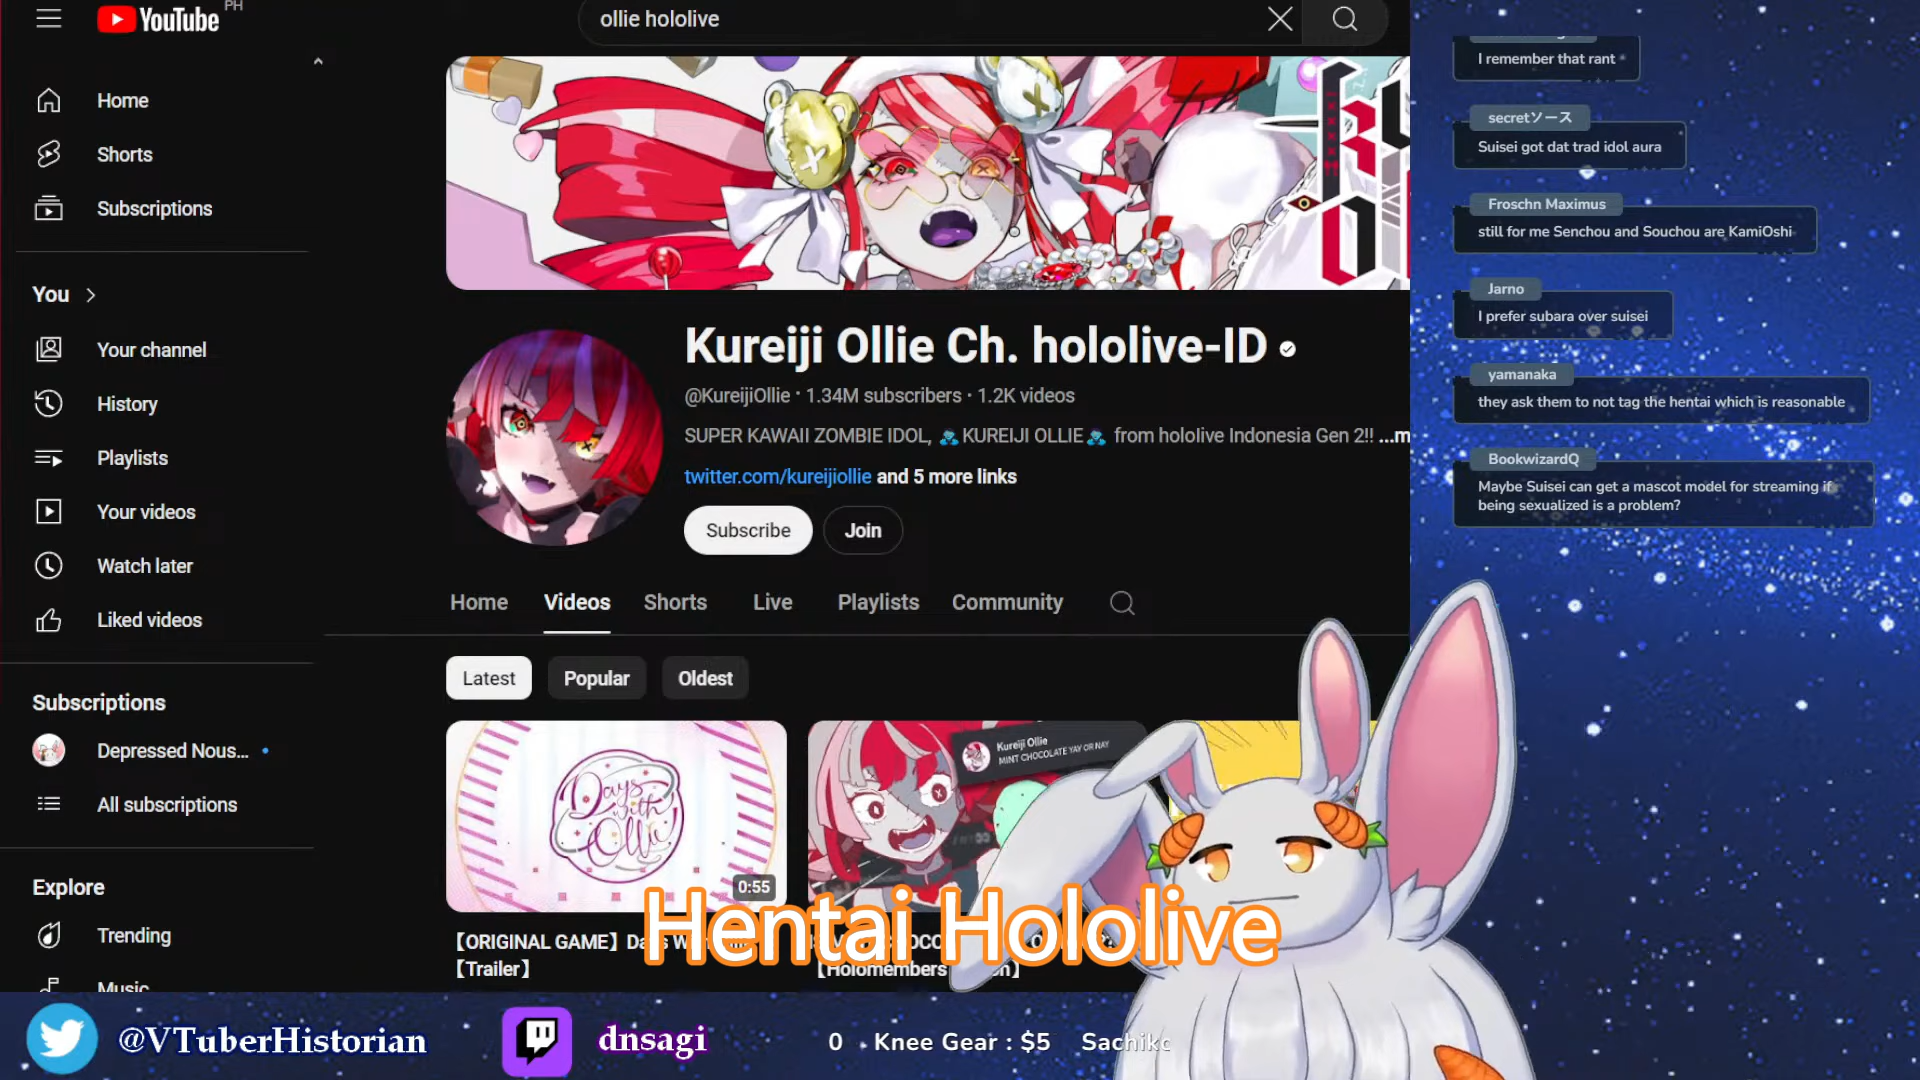 YouTube PH
ollie hololive
Home
Shorts
Subscriptions
You
Your channel
History
Playlists
Your videos
Watch later
Liked videos
Subscriptions
Depressed Nous...
All subscriptions
Explore
Trending
Music
Kureiji Ollie Ch. hololive-ID
@KureijiOllie · 1.34M subscribers · 1.2K videos
SUPER KAWAII ZOMBIE IDOL, 🧟KUREIJI OLLIE🧟 from hololive Indonesia Gen 2!! ...m
twitter.com/kureijiollie and 5 more links
Subscribe
Join
Home
Videos
Shorts
Live
Playlists
Community
Latest
Popular
Oldest
Days with Ollie
0:55
Kureiji Ollie
MINT CHOCOLATE YAY OR NAY
【ORIGINAL GAME】
【Trailer】
【Holomembers
Hentai Hololive
I remember that rant
secretソース
Suisei got dat trad idol aura
Froschn Maximus
still for me Senchou and Souchou are KamiOshi
Jarno
I prefer subara over suisei
yamanaka
they ask them to not tag the hentai which is reasonable
BookwizardQ
Maybe Suisei can get a mascot model for streaming if
being sexualized is a problem?
@VTuberHistorian
dnsagi
0 Knee Gear : $5 Sachiko